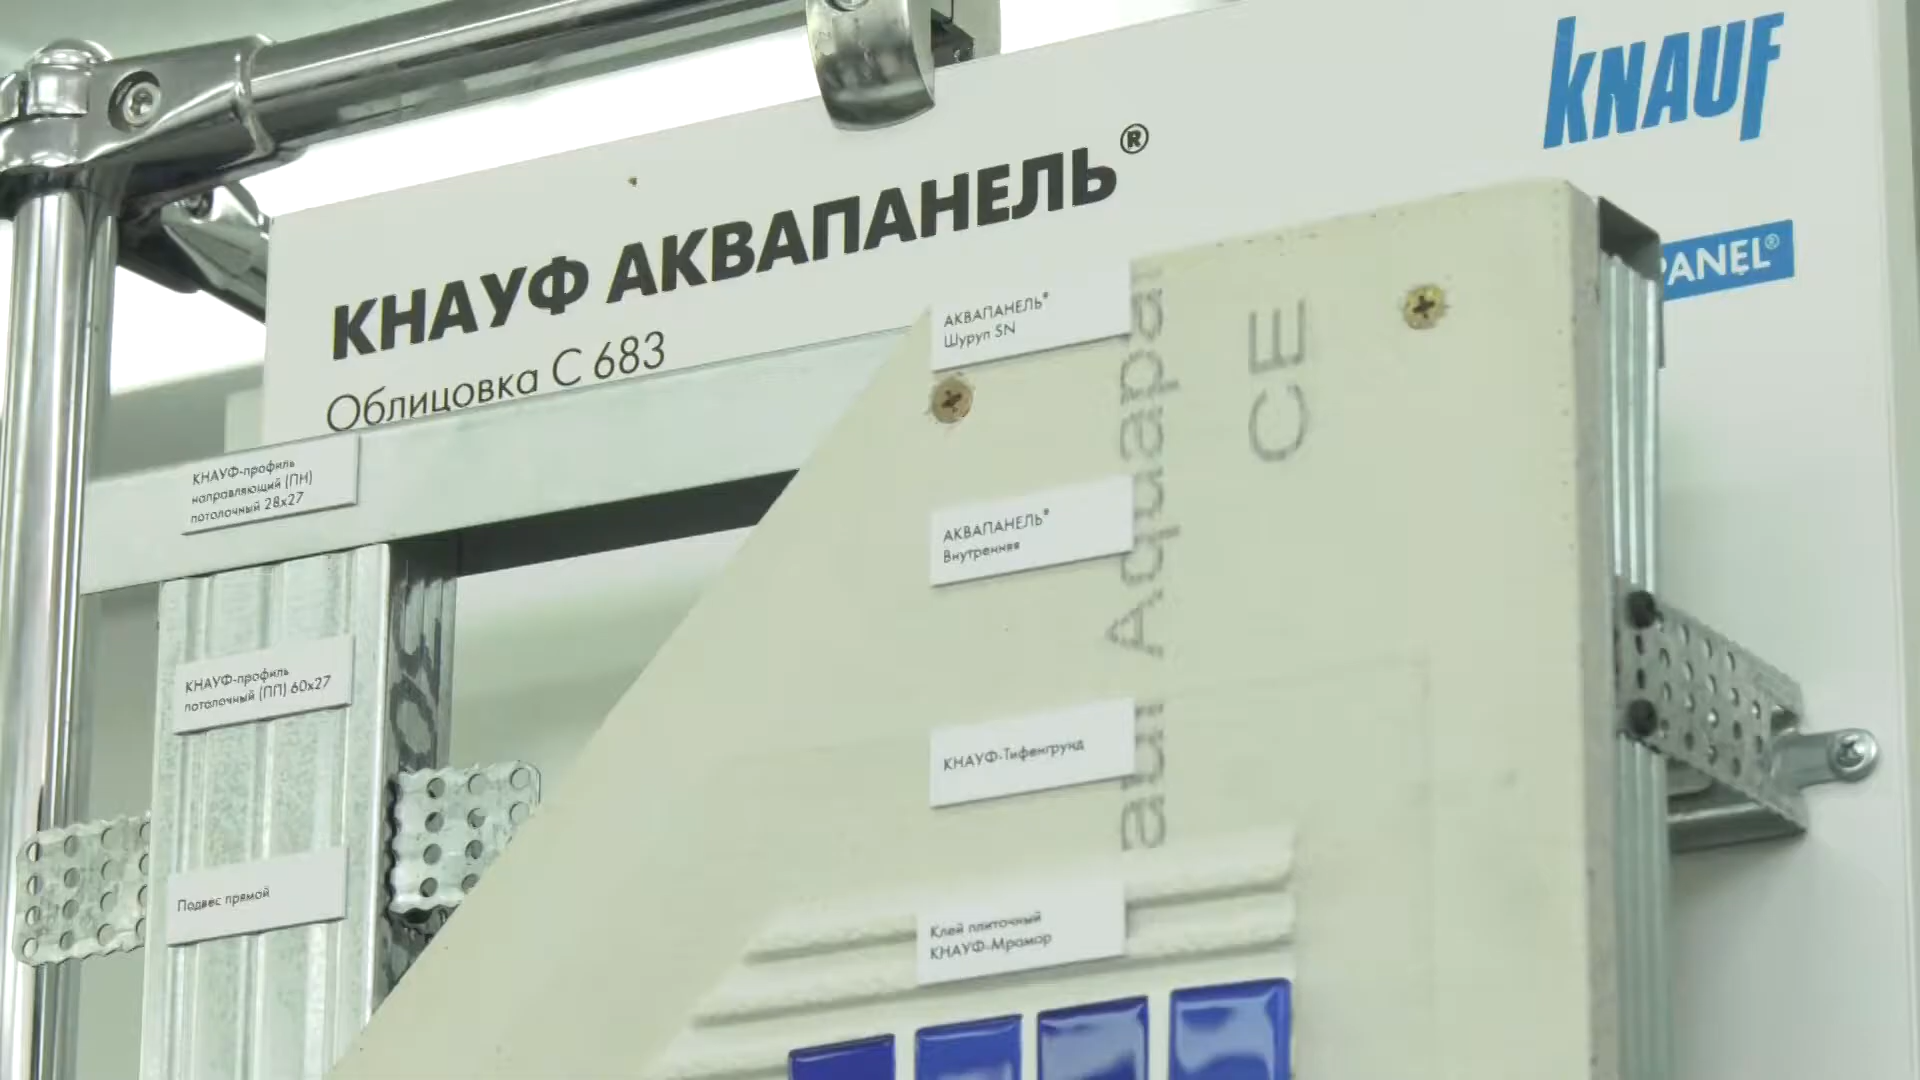 KNAUF
КНАУФ АКВАПАНЕЛЬ®
Облицовка С 683
PANEL®
АКВАПАНЕЛЬ®
Шуруп SN
CE
КНАУФ-профиль
направляющий (ПН)
потолочный 28х27
АКВАПАНЕЛЬ®
Внутренняя
КНАУФ-профиль
потолочный (ПП) 60х27
КНАУФ-Тифенгрунд
Подвес прямой
Клей плиточный
КНАУФ-Мрамор